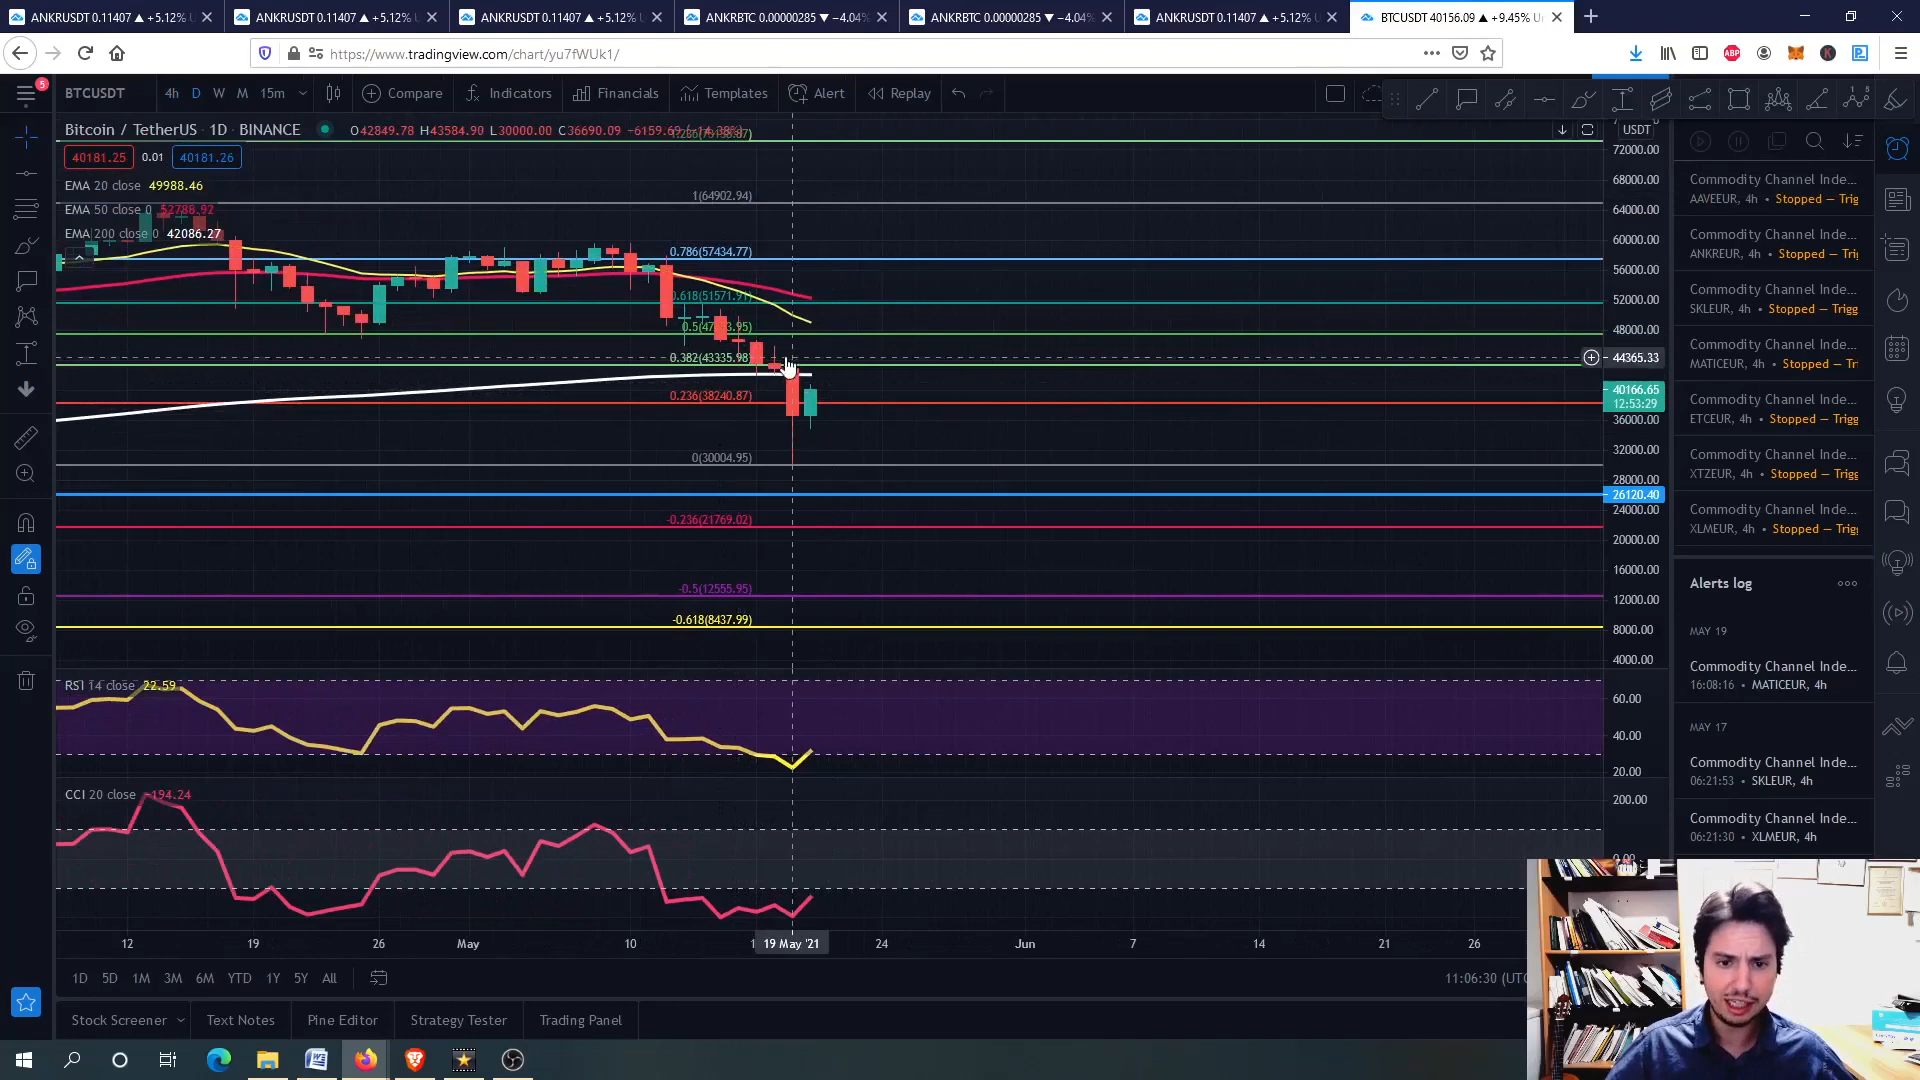 ANKRUSDT 0.11407 ▲ +5.12% U
ANKRUSDT 0.11407 ▲ +5.12% U
ANKRUSDT 0.11407 ▲ +5.12% U
ANKRBTC 0.00000285 ▼ −4.04%
ANKRBTC 0.00000285 ▼ −4.04%
ANKRUSDT 0.11407 ▲ +5.12% U
BTCUSDT 40156.09 ▲ +9.45% U
https://www.tradingview.com/chart/yu7fWUk1/
ABP
5
BTCUSDT
4h D W M 15m
Compare
Indicators
Financials
Templates
Alert
Replay
Bitcoin / TetherUS · 1D · BINANCE
O42849.78 H43584.90 L30000.00 C36690.09 −6159.69 (−14.38%)
40181.25 0.01 40181.26
EMA 20 close 49988.46
EMA 50 close 0 52788.92
EMA 200 close 0 42086.27
1(64902.94)
0.786(57434.77)
0.618(51571.91)
0.382(43335.98)
0.236(38240.87)
0(30004.95)
-0.236(21769.02)
-0.5(12555.95)
-0.618(8437.99)
USDT
72000.00
68000.00
64000.00
60000.00
56000.00
52000.00
48000.00
44365.33
40166.65
12:53:29
36000.00
32000.00
28000.00
26120.40
24000.00
20000.00
16000.00
12000.00
8000.00
4000.00
RSI 14 close 22.59
60.00
40.00
20.00
CCI 20 close −194.24
200.00
0.00
12 19 26 May 10 19 May '21 24 Jun 7 14 21 26
1D 5D 1M 3M 6M YTD 1Y 5Y All
11:06:30 (UTC
Stock Screener
Text Notes
Pine Editor
Strategy Tester
Trading Panel
Commodity Channel Inde...
AAVEEUR, 4h • Stopped — Trig
Commodity Channel Inde...
ANKREUR, 4h • Stopped — Tri
Commodity Channel Inde...
SKLEUR, 4h • Stopped — Trigg
Commodity Channel Inde...
MATICEUR, 4h • Stopped — Tri
Commodity Channel Inde...
ETCEUR, 4h • Stopped — Trigg
Commodity Channel Inde...
XTZEUR, 4h • Stopped — Trigg
Commodity Channel Inde...
XLMEUR, 4h • Stopped — Trigg
Alerts log
MAY 19
Commodity Channel Inde...
16:08:16 • MATICEUR, 4h
MAY 17
Commodity Channel Inde...
06:21:53 • SKLEUR, 4h
Commodity Channel Inde...
06:21:30 • XLMEUR, 4h